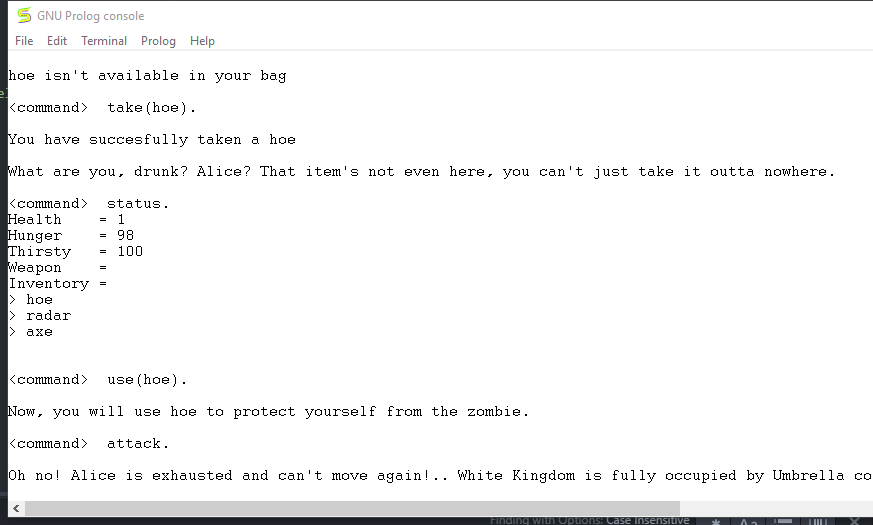 GNU Prolog console
File Edit Terminal Prolog Help
hoe isn't available in your bag
<command>  take(hoe).
You have succesfully taken a hoe
What are you, drunk? Alice? That item's not even here, you can't just take it outta nowhere.
<command>  status.
Health    = 1
Hunger    = 98
Thirsty   = 100
Weapon    =
Inventory =
> hoe
> radar
> axe
<command>  use(hoe).
Now, you will use hoe to protect yourself from the zombie.
<command>  attack.
Oh no! Alice is exhausted and can't move again!.. White Kingdom is fully occupied by Umbrella co
Finding with Options: Case Insensitive